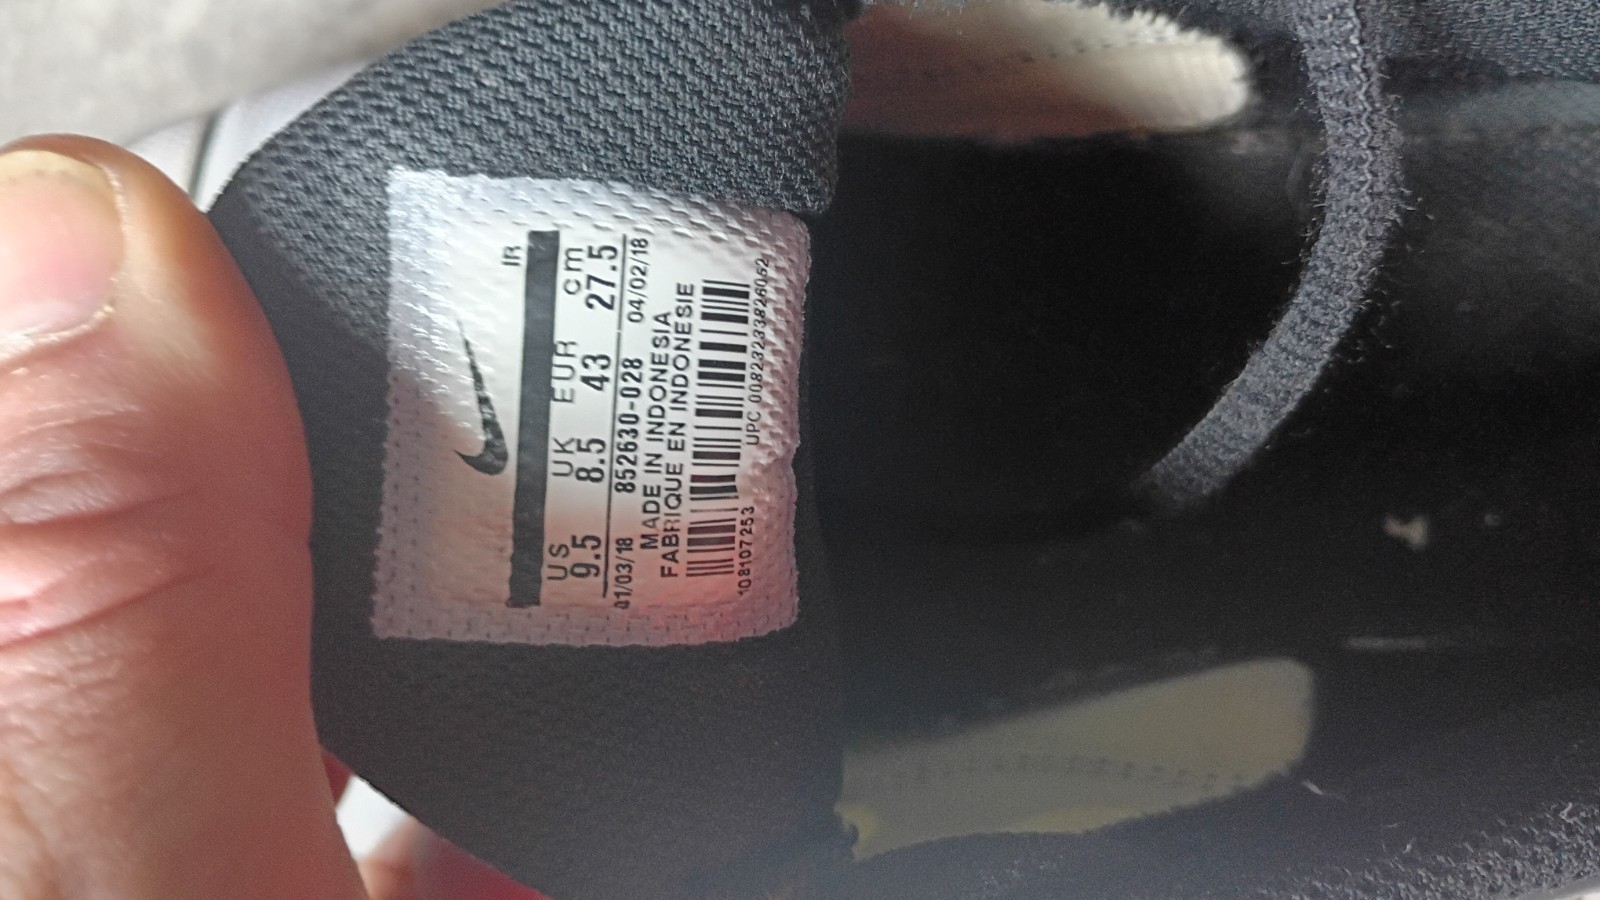 IR
US UK EUR cm
9.5 8.5 43 27.5
01/03/18 852630-028 04/02/18
MADE IN INDONESIA
FABRIQUE EN INDONESIE
108107253 UPC 00823233826052